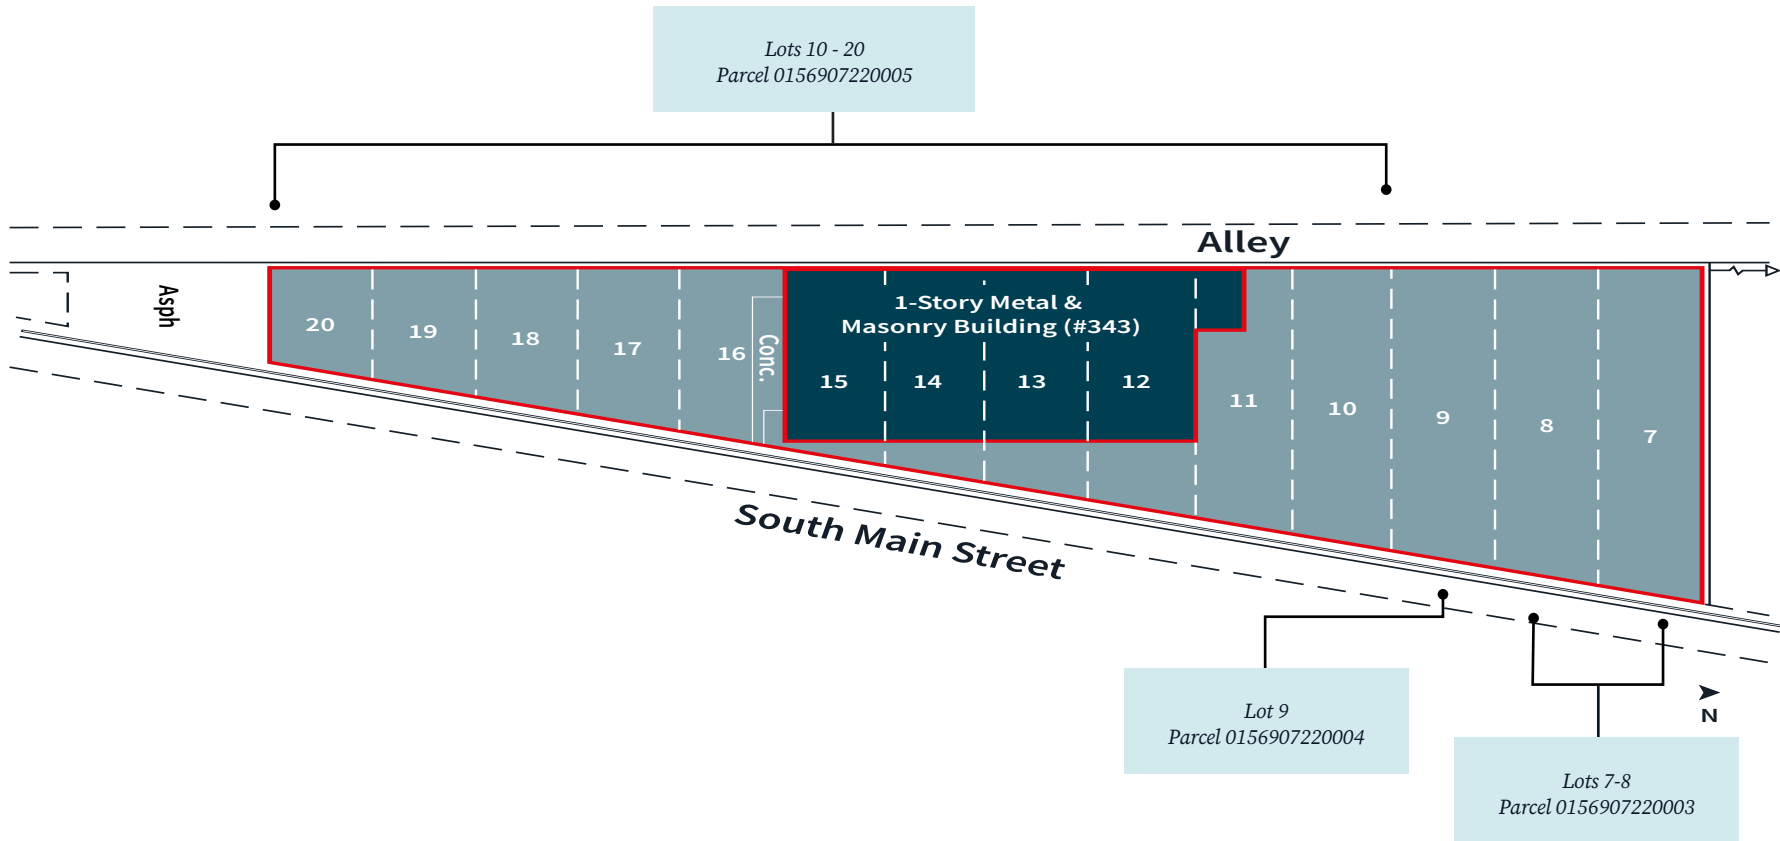 Lots 10 - 20
Parcel 0156907220005
Alley
Asph
20
19
18
17
16
Conc.
1-Story Metal &
Masonry Building (#343)
15
14
13
12
11
10
9
8
7
South Main Street
Lot 9
Parcel 0156907220004
N
Lots 7-8
Parcel 0156907220003